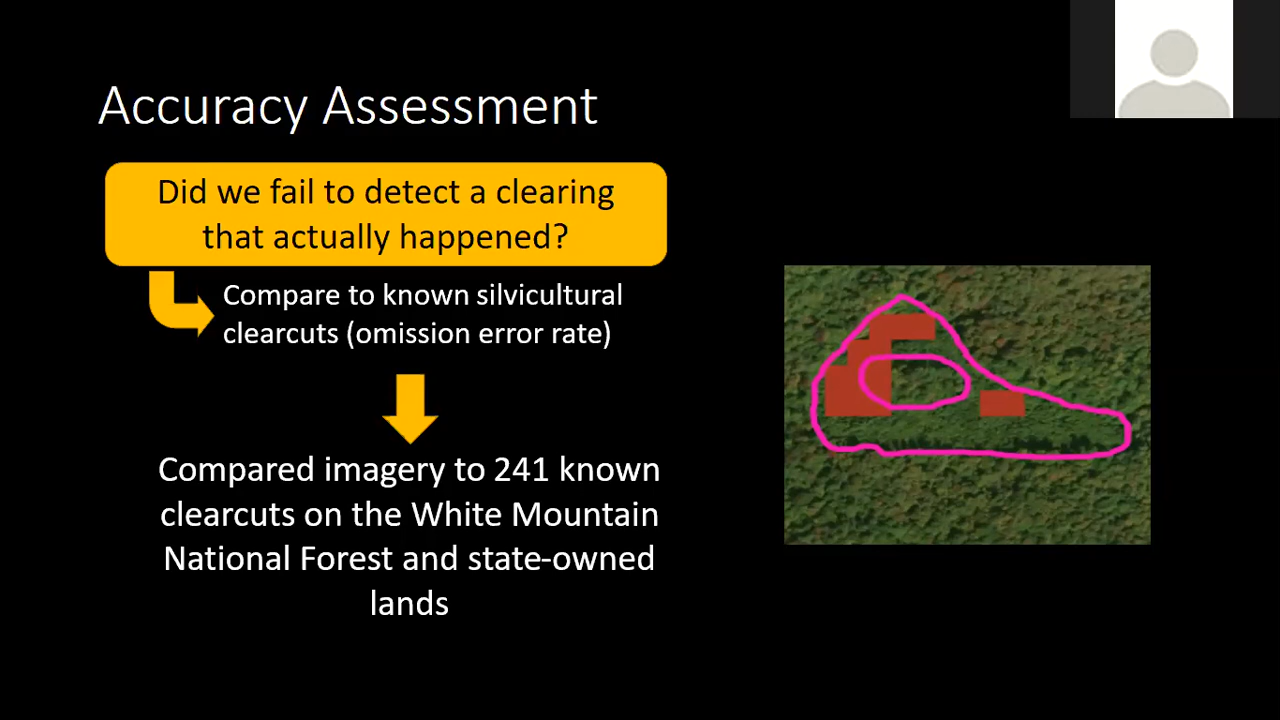 Accuracy Assessment
Did we fail to detect a clearing
that actually happened?
Compare to known silvicultural
clearcuts (omission error rate)
Compared imagery to 241 known
clearcuts on the White Mountain
National Forest and state-owned
lands